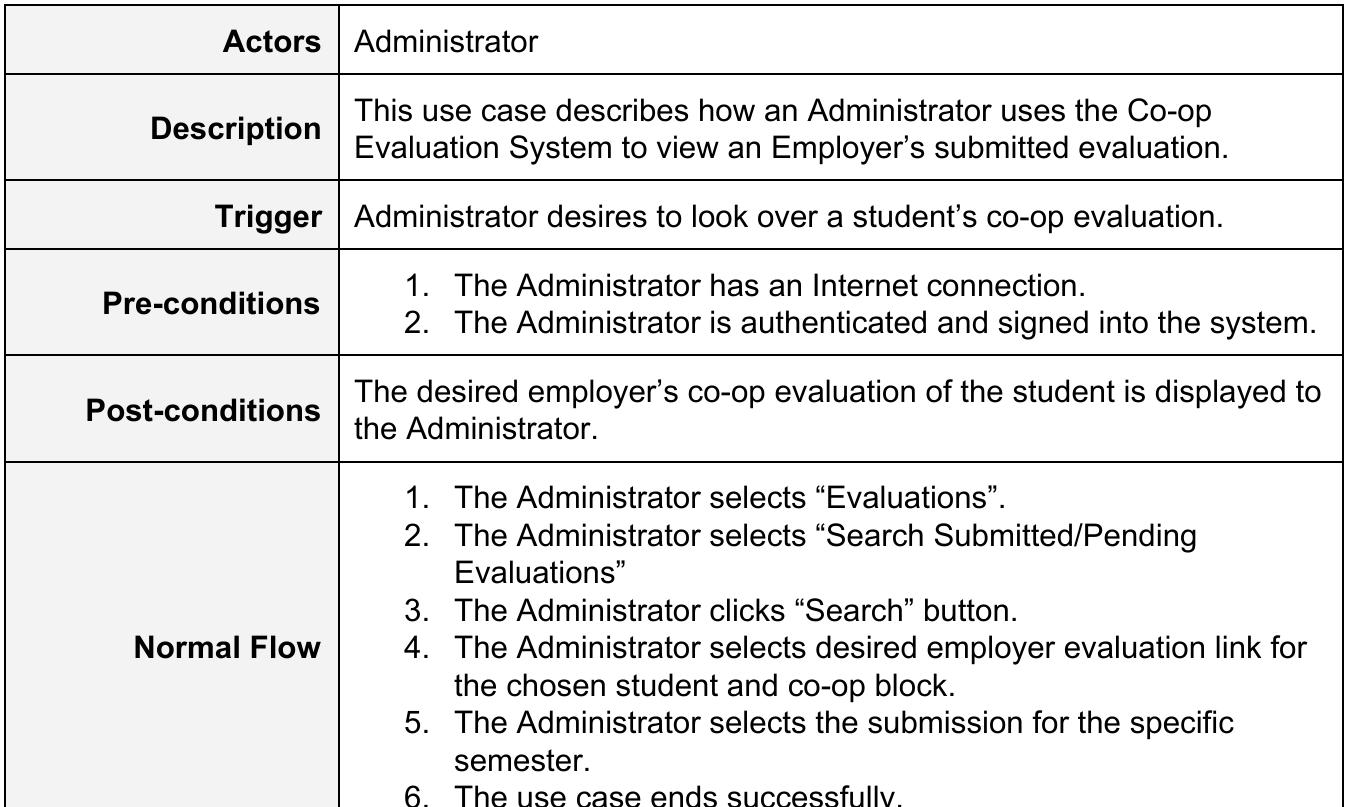 Actors
Administrator
Description
This use case describes how an Administrator uses the Co-op
Evaluation System to view an Employer’s submitted evaluation.
Trigger
Administrator desires to look over a student’s co-op evaluation.
Pre-conditions
1. The Administrator has an Internet connection.
2. The Administrator is authenticated and signed into the system.
Post-conditions
The desired employer’s co-op evaluation of the student is displayed to
the Administrator.
Normal Flow
1. The Administrator selects “Evaluations”.
2. The Administrator selects “Search Submitted/Pending
Evaluations”
3. The Administrator clicks “Search” button.
4. The Administrator selects desired employer evaluation link for
the chosen student and co-op block.
5. The Administrator selects the submission for the specific
semester.
6. The use case ends successfully.